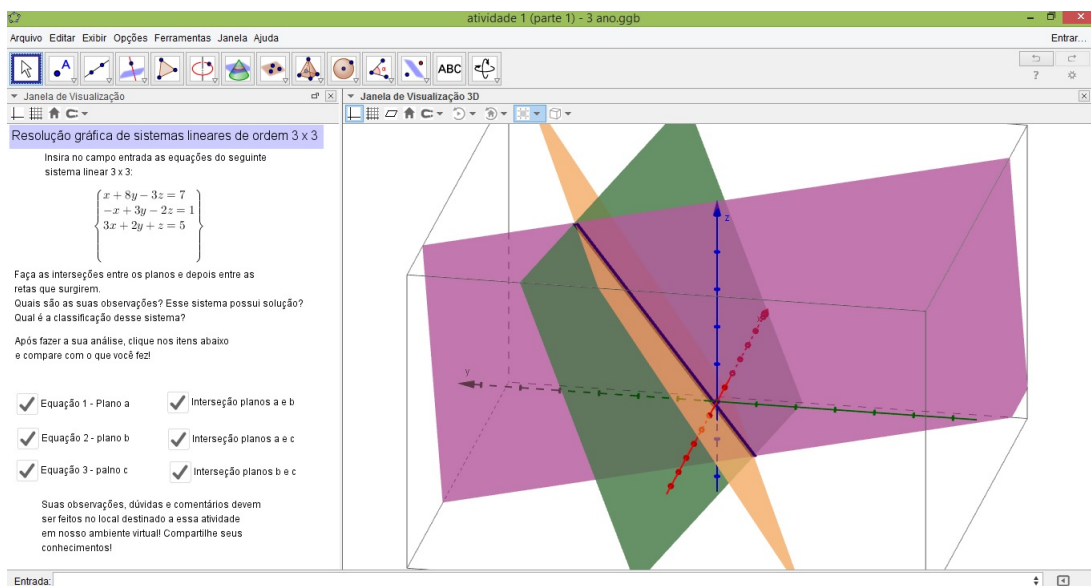 atividade 1 (parte 1) - 3 ano.ggb
Arquivo Editar Exibir Opções Ferramentas Janela Ajuda
Entrar...
A
ABC
?
Janela de Visualização
Janela de Visualização 3D
Resolução gráfica de sistemas lineares de ordem 3 x 3
Insira no campo entrada as equações do seguinte
sistema linear 3 x 3:
x + 8y − 3z = 7
−x + 3y − 2z = 1
3x + 2y + z = 5
Faça as interseções entre os planos e depois entre as
retas que surgirem.
Quais são as suas observações? Esse sistema possui solução?
Qual é a classificação desse sistema?
Após fazer a sua análise, clique nos itens abaixo
e compare com o que você fez!
Equação 1 - Plano a
Interseção planos a e b
Equação 2 - plano b
Interseção planos a e c
Equação 3 - palno c
Interseção planos b e c
Suas observações, dúvidas e comentários devem
ser feitos no local destinado a essa atividade
em nosso ambiente virtual! Compartilhe seus
conhecimentos!
z
y
Entrada: